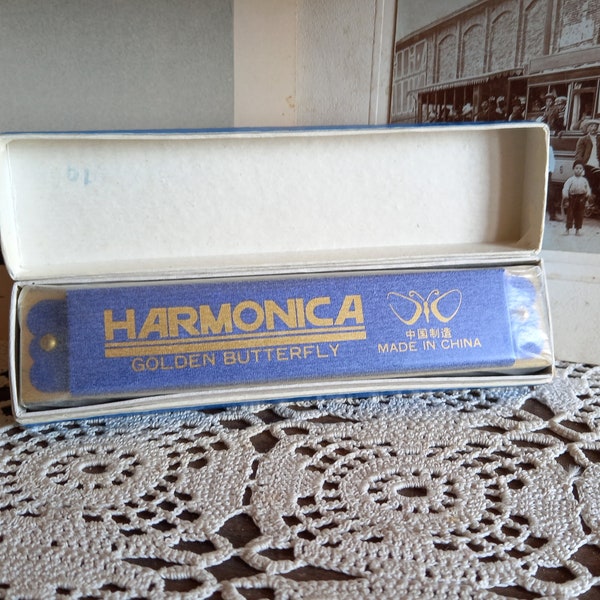 HARMONICA
GOLDEN BUTTERFLY
中国制造
MADE IN CHINA